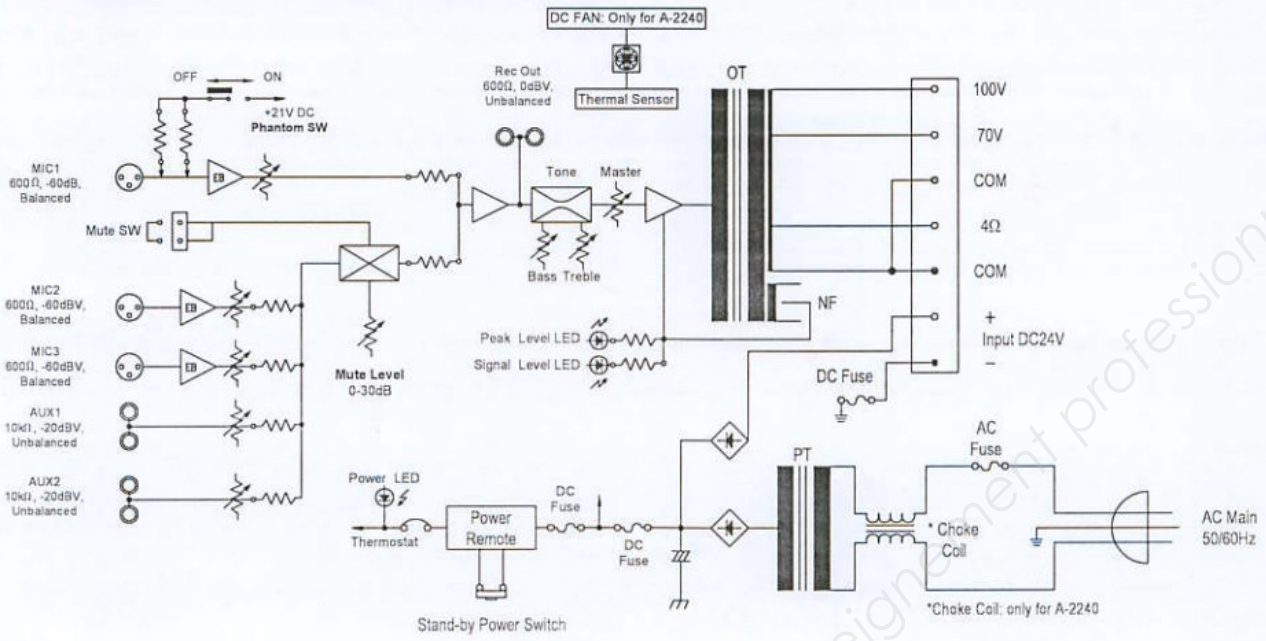 DC FAN: Only for A-2240
Thermal Sensor
OFF
ON
+21V DC
Phantom SW
Rec Out
600Ω, 0dBV,
Unbalanced
OT
100V
70V
COM
4Ω
COM
+
Input DC24V
−
MIC1
600Ω, -60dB,
Balanced
EB
Tone
Master
Bass Treble
Mute SW
MIC2
600Ω, -60dBV,
Balanced
EB
MIC3
600Ω, -60dBV,
Balanced
EB
Mute Level
0-30dB
NF
Peak Level LED
Signal Level LED
DC Fuse
AUX1
10kΩ, -20dBV,
Unbalanced
AUX2
10kΩ, -20dBV,
Unbalanced
Power LED
Thermostat
Power
Remote
DC
Fuse
DC
Fuse
PT
AC
Fuse
* Choke
Coil
AC Main
50/60Hz
*Choke Coil: only for A-2240
Stand-by Power Switch